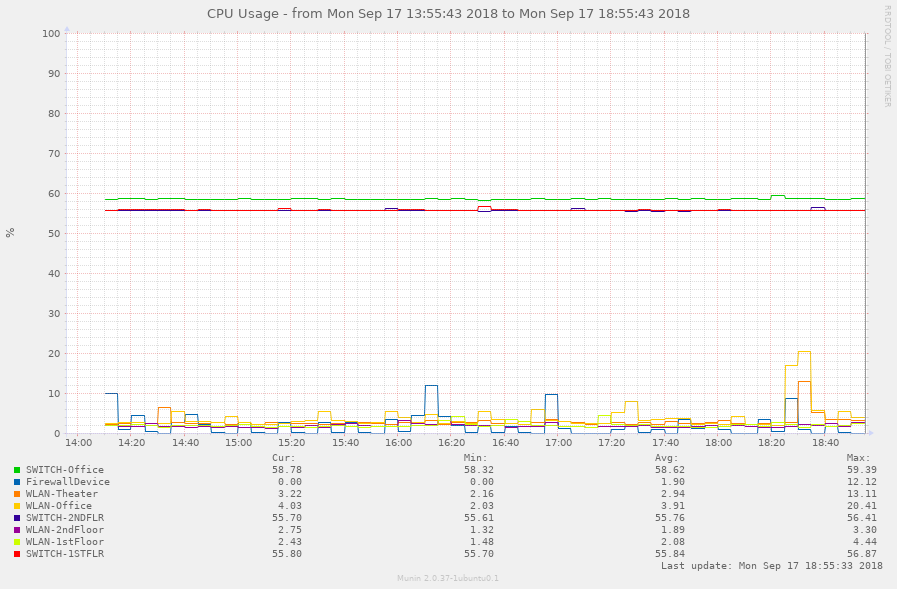 CPU Usage - from Mon Sep 17 13:55:43 2018 to Mon Sep 17 18:55:43 2018
RRDTOOL / TOBI OETIKER
%
100
90
80
70
60
50
40
30
20
10
0
14:00 14:20 14:40 15:00 15:20 15:40 16:00 16:20 16:40 17:00 17:20 17:40 18:00 18:20 18:40
Cur: Min: Avg: Max:
SWITCH-Office 58.78 58.32 58.62 59.39
FirewallDevice 0.00 0.00 1.90 12.12
WLAN-Theater 3.22 2.16 2.94 13.11
WLAN-Office 4.03 2.03 3.91 20.41
SWITCH-2NDFLR 55.70 55.61 55.76 56.41
WLAN-2ndFloor 2.75 1.32 1.89 3.30
WLAN-1stFloor 2.43 1.48 2.08 4.44
SWITCH-1STFLR 55.80 55.70 55.84 56.87
Last update: Mon Sep 17 18:55:33 2018
Munin 2.0.37-1ubuntu0.1